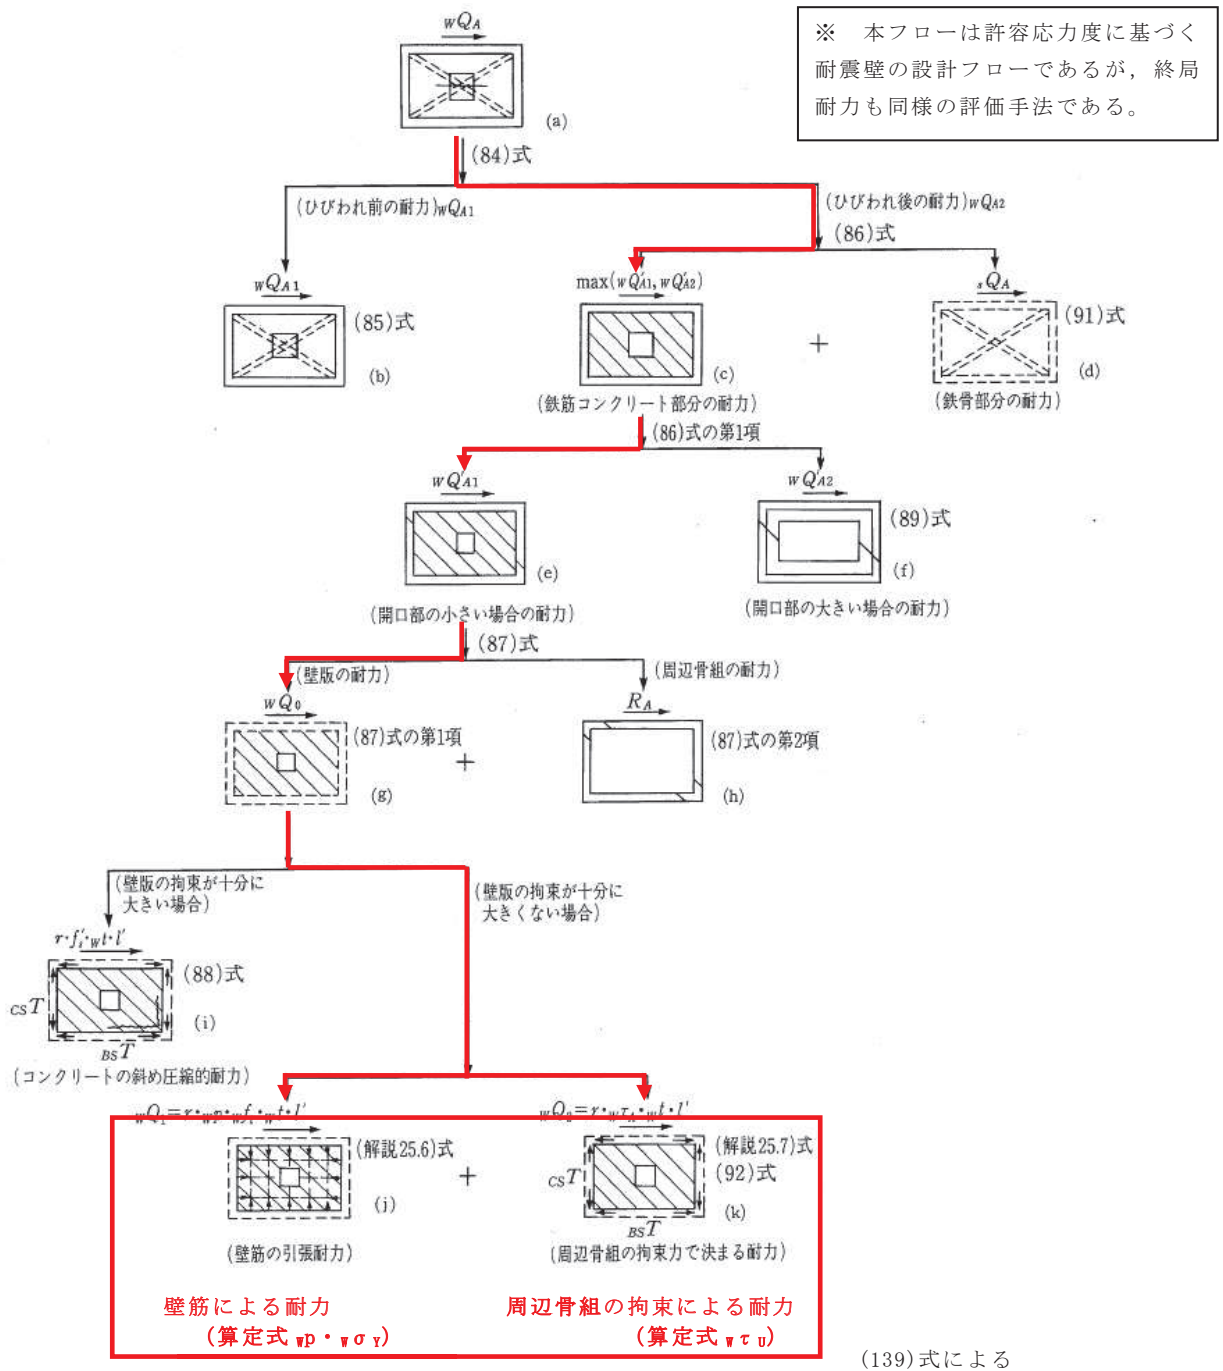 wQA
※ 本フローは許容応力度に基づく
耐震壁の設計フローであるが，終局
耐力も同様の評価手法である。
(a)
(84)式
(ひびわれ前の耐力)wQA1
(ひびわれ後の耐力)wQA2
(86)式
wQA1
(85)式
(b)
max(wQ'A1, wQ'A2)
(c)
(鉄筋コンクリート部分の耐力)
+
sQA
(91)式
(d)
(鉄骨部分の耐力)
(86)式の第1項
wQ'A1
(e)
(開口部の小さい場合の耐力)
wQ'A2
(89)式
(f)
(開口部の大きい場合の耐力)
(87)式
(壁版の耐力)
(周辺骨組の耐力)
wQ0
(87)式の第1項
(g)
+
RA
(87)式の第2項
(h)
(壁版の拘束が十分に
大きい場合)
(壁版の拘束が十分に
大きくない場合)
r・f's・wt・l'
(88)式
csT
(i)
BST
(コンクリートの斜め圧縮的耐力)
wQ1=r・wp・wft・wt・l'
(解説25.6)式
(j)
(壁筋の引張耐力)
+
wQ2=r・wτA・wt・l'
(解説25.7)式
(92)式
csT
(k)
BST
(周辺骨組の拘束力で決まる耐力)
壁筋による耐力
(算定式 wp・wσY)
周辺骨組の拘束による耐力
(算定式 wτU)
(139)式による